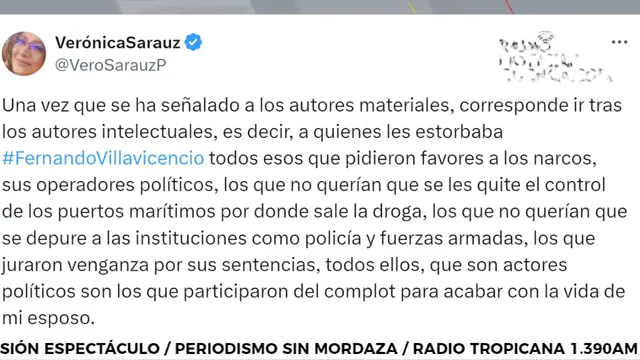 VerónicaSarauz
@VeroSarauzP
Una vez que se ha señalado a los autores materiales, corresponde ir tras
los autores intelectuales, es decir, a quienes les estorbaba
#FernandoVillavicencio todos esos que pidieron favores a los narcos,
sus operadores políticos, los que no querían que se les quite el control
de los puertos marítimos por donde sale la droga, los que no querían que
se depure a las instituciones como policía y fuerzas armadas, los que
juraron venganza por sus sentencias, todos ellos, que son actores
políticos son los que participaron del complot para acabar con la vida de
mi esposo.
SIÓN ESPECTÁCULO / PERIODISMO SIN MORDAZA / RADIO TROPICANA 1.390AM